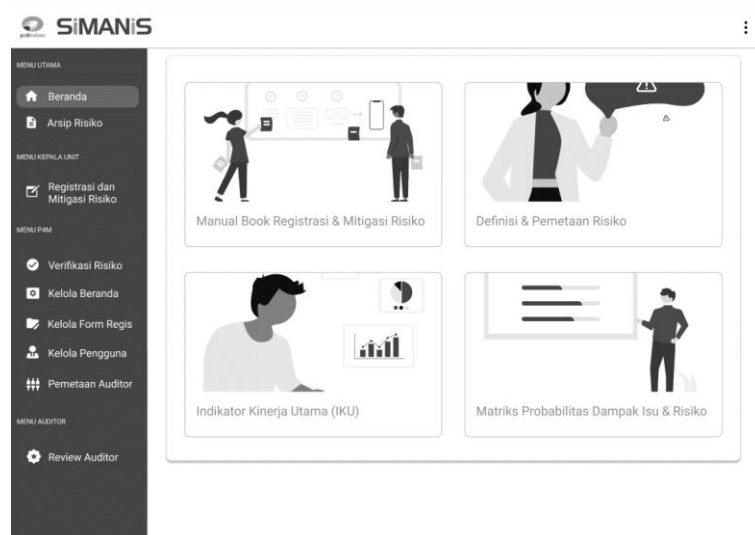 SiMANiS
MENU UTAMA
Beranda
Arsip Risiko
MENU KEPALA UNIT
Registrasi dan
Mitigasi Risiko
MENU P4M
Verifikasi Risiko
Kelola Beranda
Kelola Form Regis
Kelola Pengguna
Pemetaan Auditor
MENU AUDITOR
Review Auditor
Manual Book Registrasi & Mitigasi Risiko
Definisi & Pemetaan Risiko
Indikator Kinerja Utama (IKU)
Matriks Probabilitas Dampak Isu & Risiko